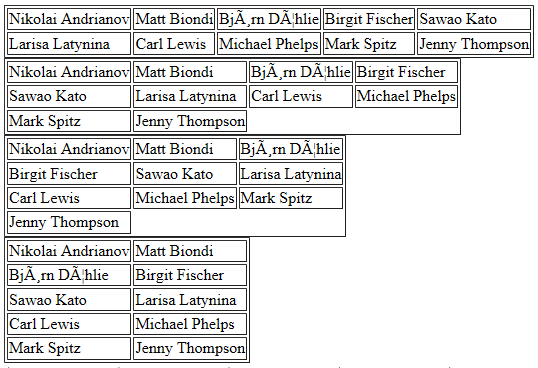 Nikolai Andrianov Matt Biondi BjÃ¸rn DÃ¦hlie Birgit Fischer Sawao Kato
Larisa Latynina Carl Lewis Michael Phelps Mark Spitz Jenny Thompson
Nikolai Andrianov Matt Biondi BjÃ¸rn DÃ¦hlie Birgit Fischer
Sawao Kato Larisa Latynina Carl Lewis Michael Phelps
Mark Spitz Jenny Thompson
Nikolai Andrianov Matt Biondi BjÃ¸rn DÃ¦hlie
Birgit Fischer Sawao Kato Larisa Latynina
Carl Lewis Michael Phelps Mark Spitz
Jenny Thompson
Nikolai Andrianov Matt Biondi
BjÃ¸rn DÃ¦hlie Birgit Fischer
Sawao Kato Larisa Latynina
Carl Lewis Michael Phelps
Mark Spitz Jenny Thompson